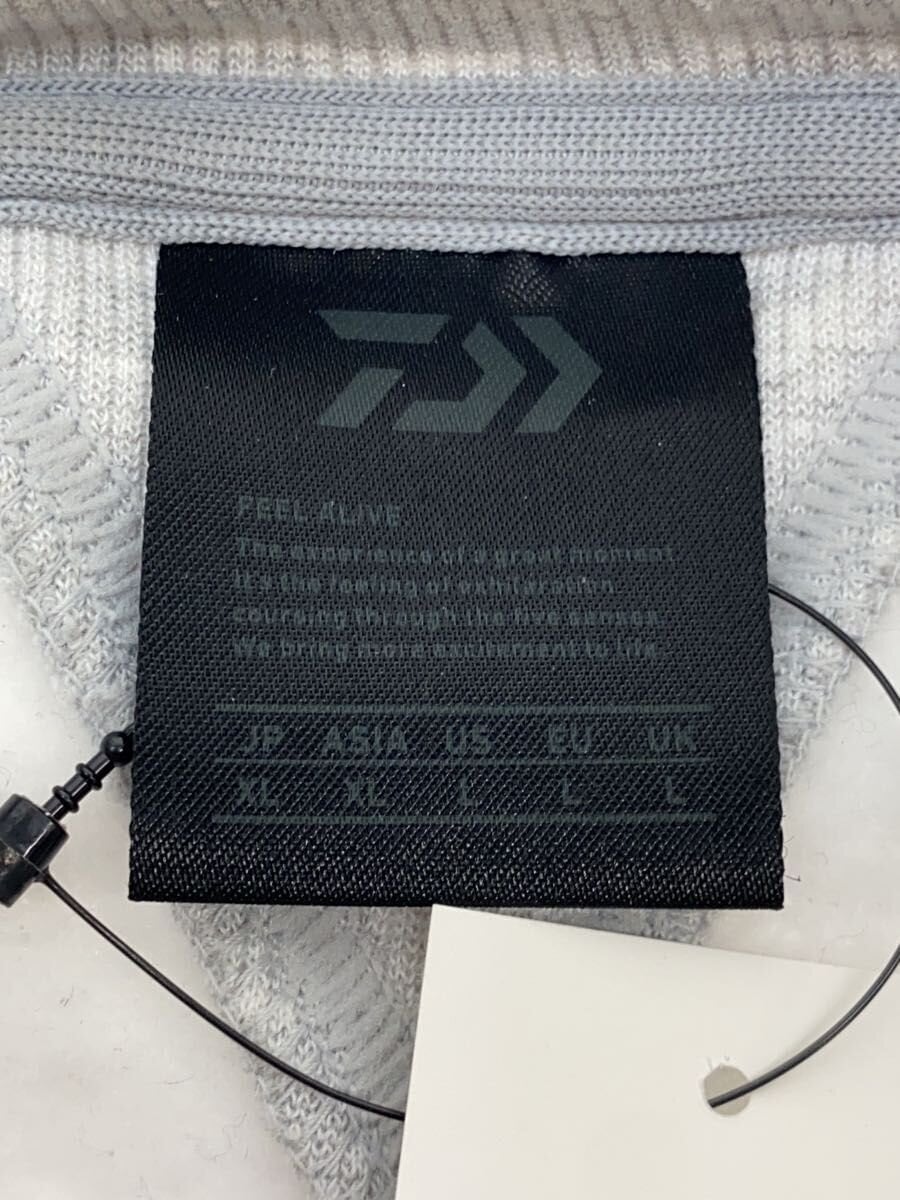 FEEL ALIVE
The experience of a great moment
It's the feeling of exhilaration
coursing through the five senses
We bring more excitement to life.
JP ASIA US EU UK
XL XL L L L